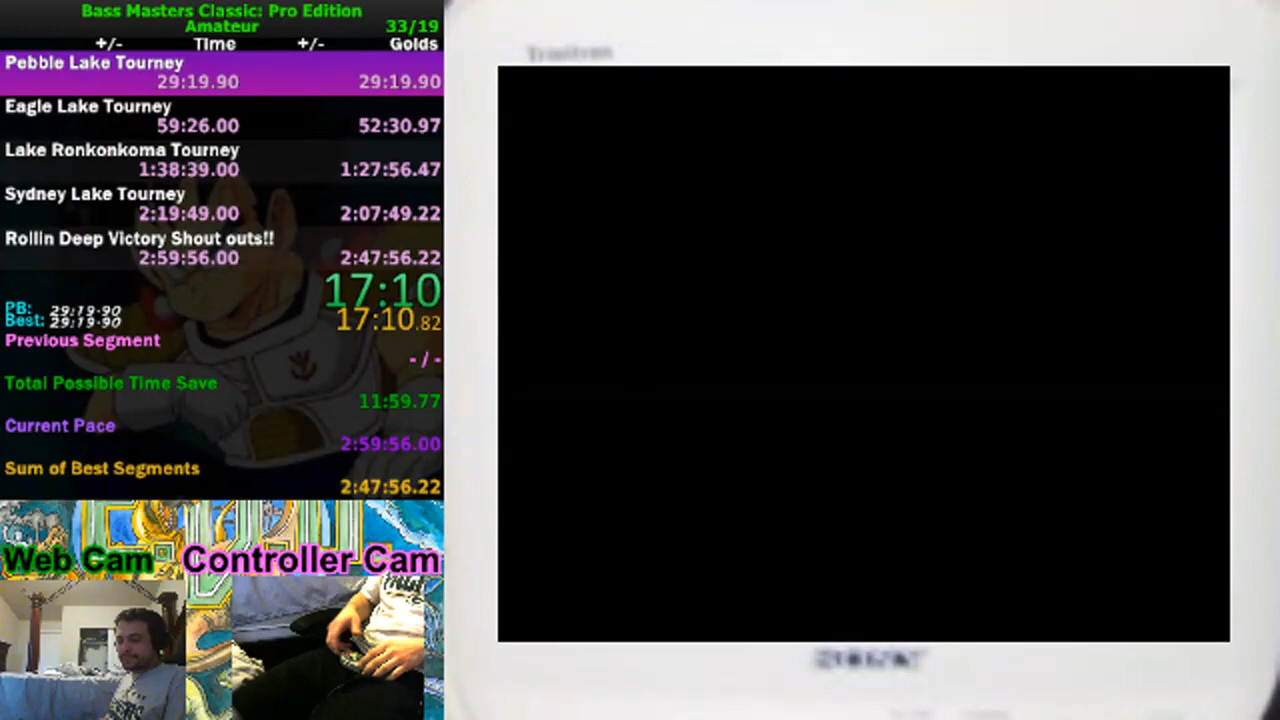 Bass Masters Classic: Pro Edition
Amateur 33/19
+/- Time +/- Golds
Pebble Lake Tourney
29:19.90 29:19.90
Eagle Lake Tourney
59:26.00 52:30.97
Lake Ronkonkoma Tourney
1:38:39.00 1:27:56.47
Sydney Lake Tourney
2:19:49.00 2:07:49.22
Rollin Deep Victory Shout outs!!
2:59:56.00 2:47:56.22
17:10
PB: 29:19.90
Best: 29:19.90
17:10.82
Previous Segment
- / -
Total Possible Time Save
11:59.77
Current Pace
2:59:56.00
Sum of Best Segments
2:47:56.22
Web Cam Controller Cam